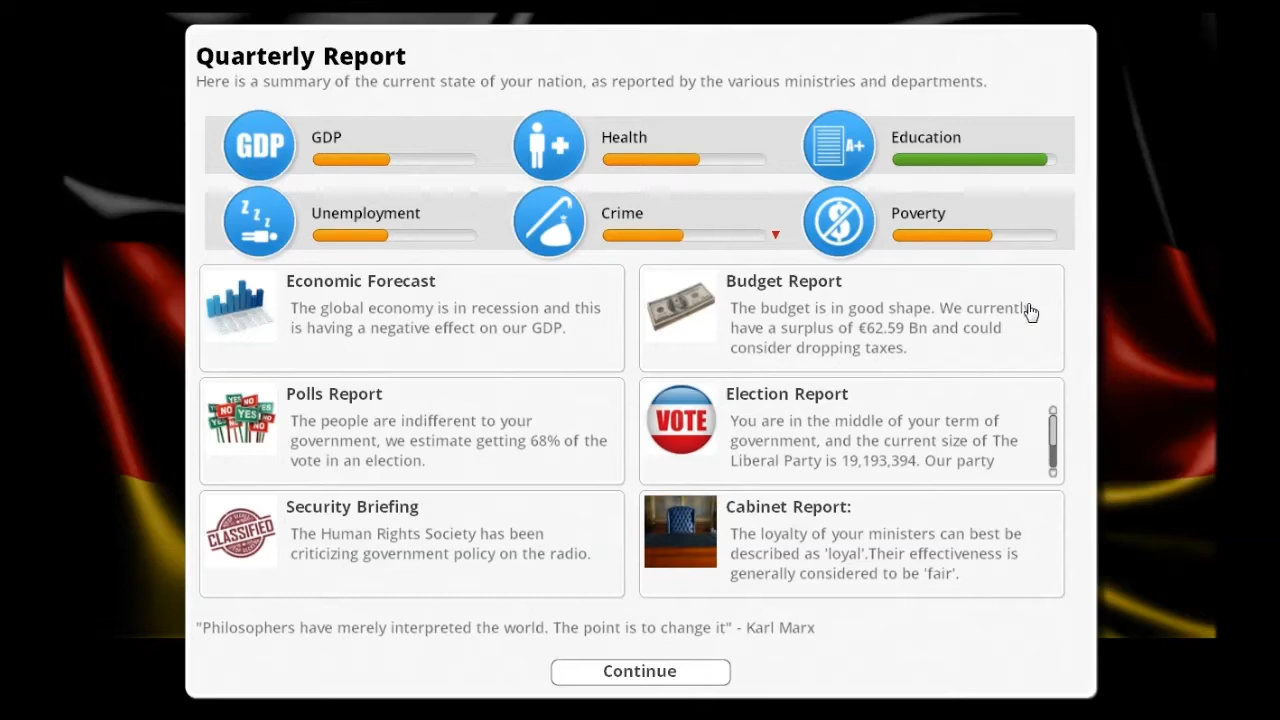 Quarterly Report
Here is a summary of the current state of your nation, as reported by the various ministries and departments.
GDP
GDP
Health
A+
Education
Z Z Z
Unemployment
Crime
$
Poverty
Economic Forecast
The global economy is in recession and this
is having a negative effect on our GDP.
Budget Report
The budget is in good shape. We currently
have a surplus of €62.59 Bn and could
consider dropping taxes.
YES
NO
YES
NO
Polls Report
The people are indifferent to your
government, we estimate getting 68% of the
vote in an election.
VOTE
Election Report
You are in the middle of your term of
government, and the current size of The
Liberal Party is 19,193,394. Our party
CLASSIFIED
Security Briefing
The Human Rights Society has been
criticizing government policy on the radio.
Cabinet Report:
The loyalty of your ministers can best be
described as 'loyal'.Their effectiveness is
generally considered to be 'fair'.
"Philosophers have merely interpreted the world. The point is to change it" - Karl Marx
Continue